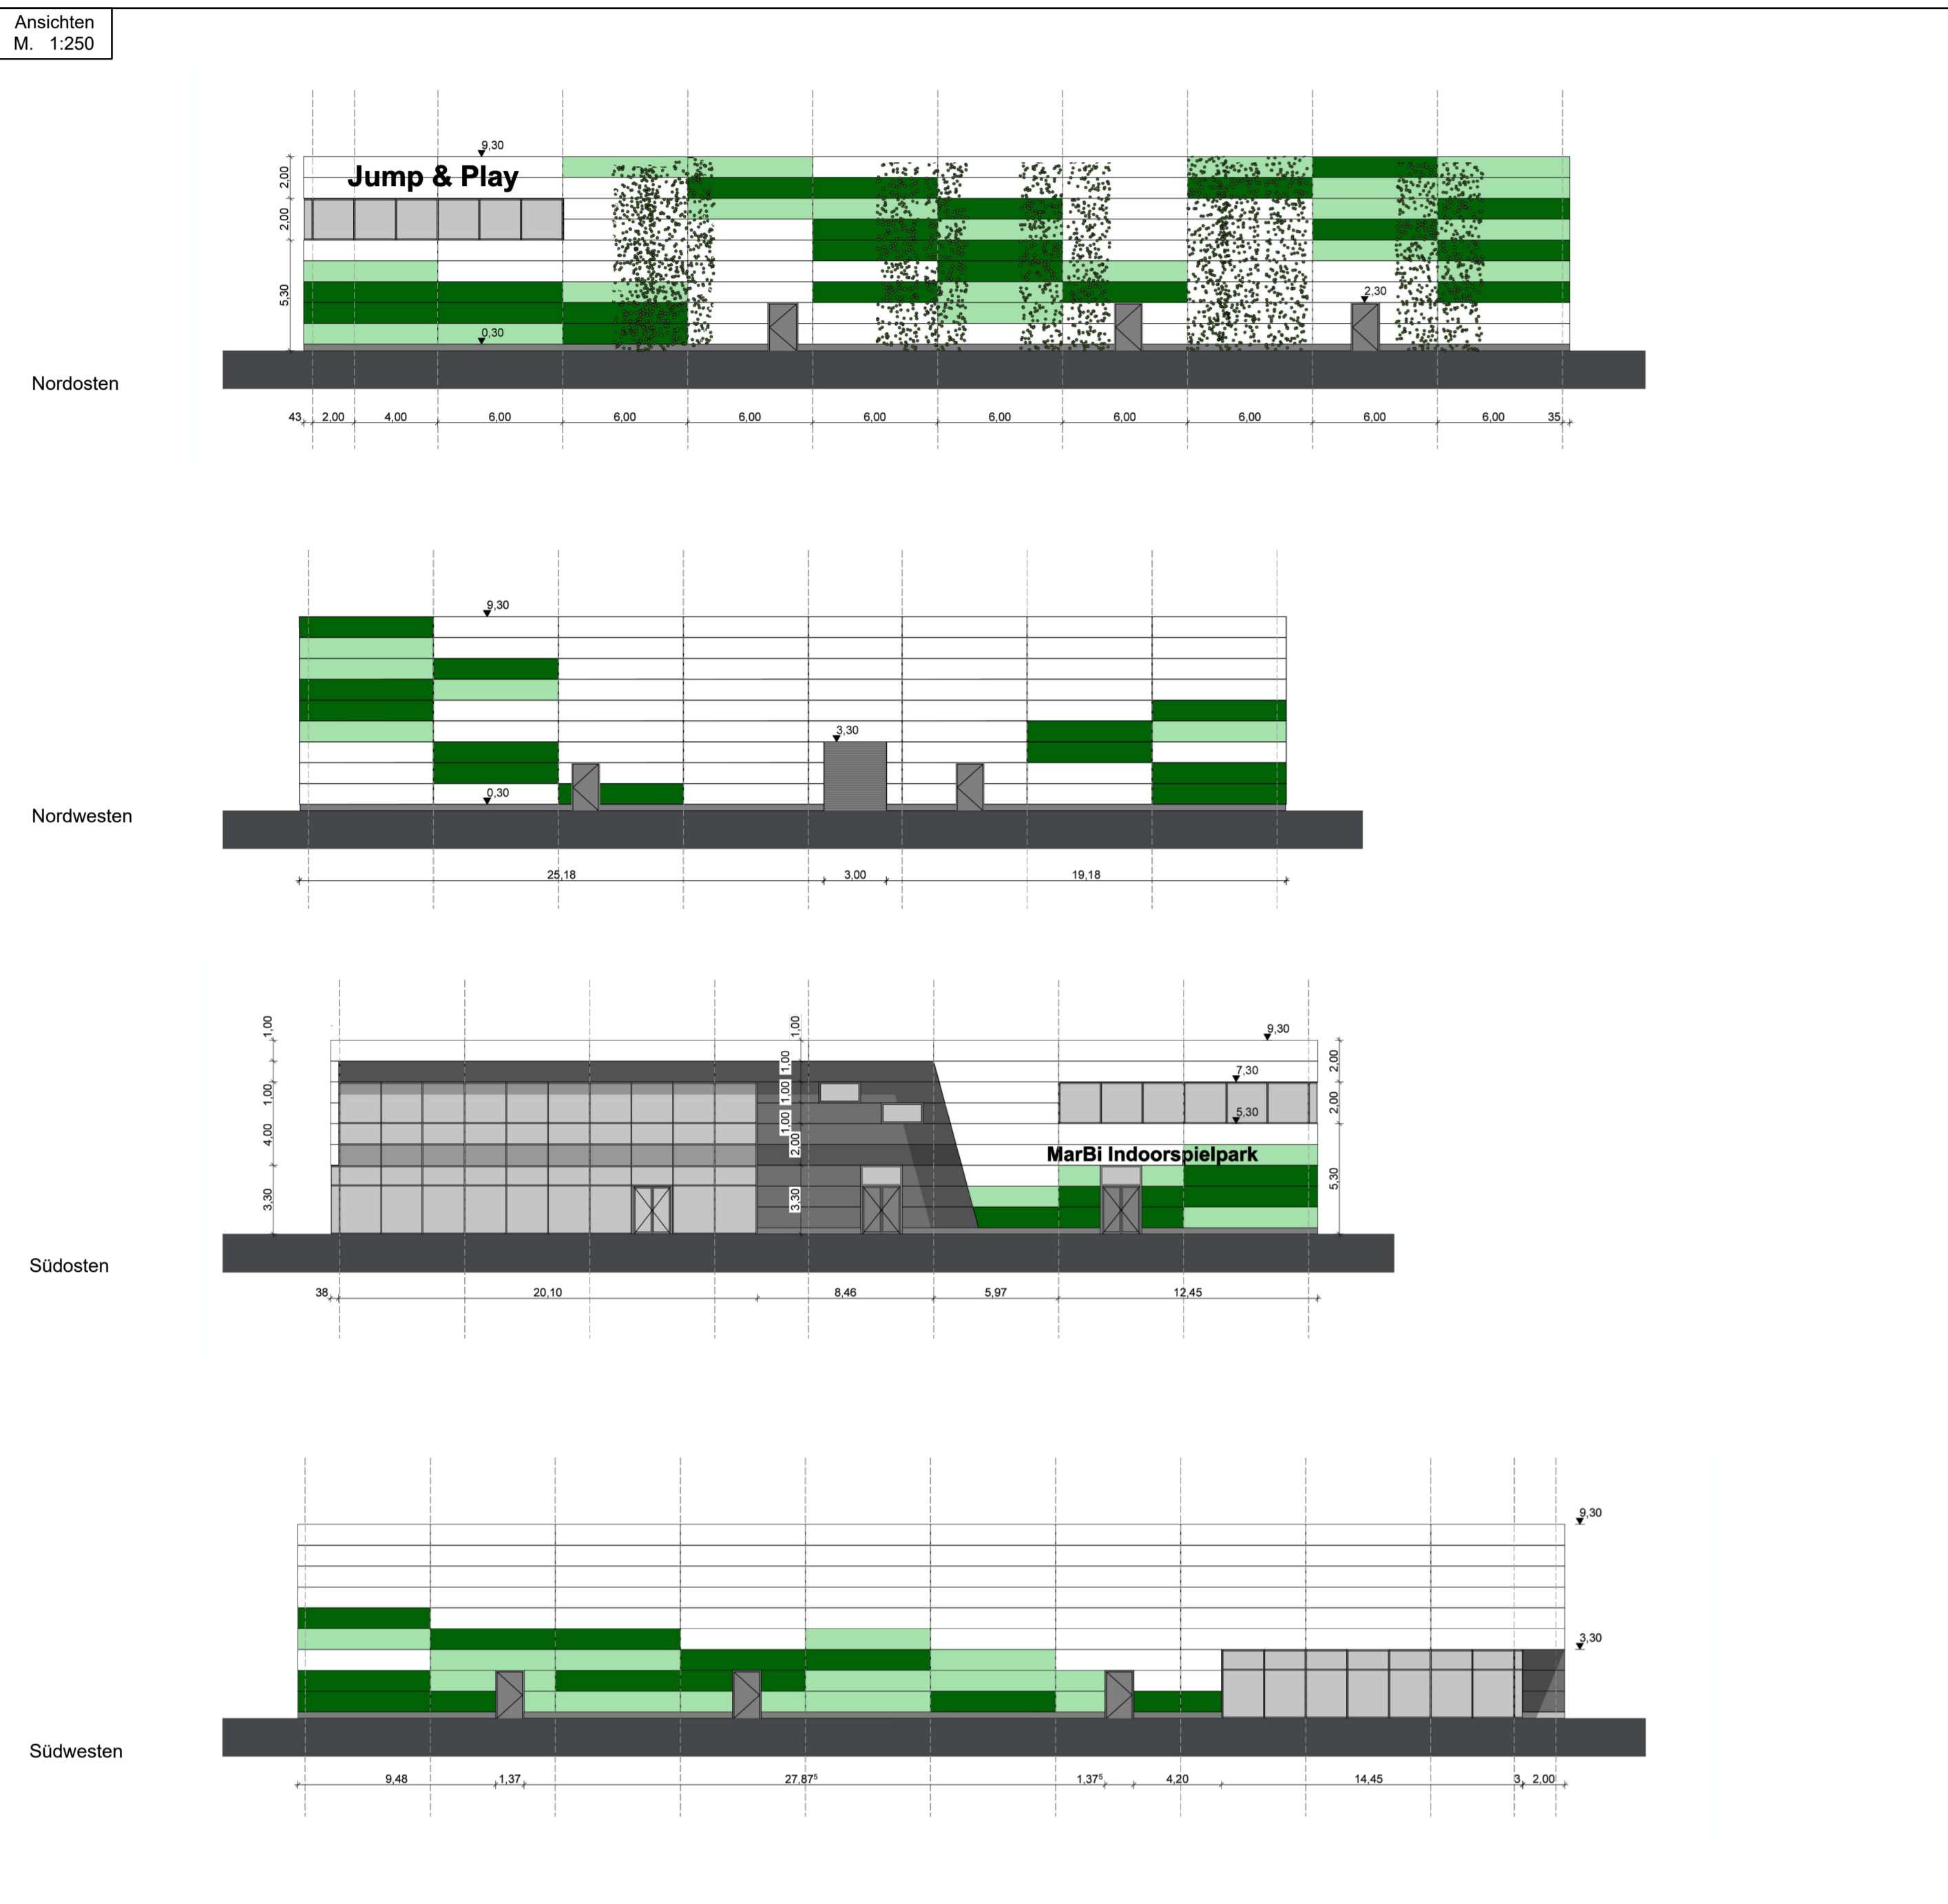 Ansichten
M. 1:250
9,30
Jump & Play
2,00
2,00
5,30
2,30
0,30
Nordosten
43 2,00 4,00 6,00 6,00 6,00 6,00 6,00 6,00 6,00 6,00 6,00 35
9,30
3,30
0,30
Nordwesten
25,18 3,00 19,18
1,00
1,00
4,00
3,30
1,00
1,00
1,00
1,00
2,00
3,30
9,30
7,30
5,30
2,00
2,00
5,30
MarBi Indoorspielpark
Südosten
38 20,10 8,46 5,97 12,45
9,30
3,30
Südwesten
9,48 1,37 27,87⁵ 1,37⁵ 4,20 14,45 3 2,00